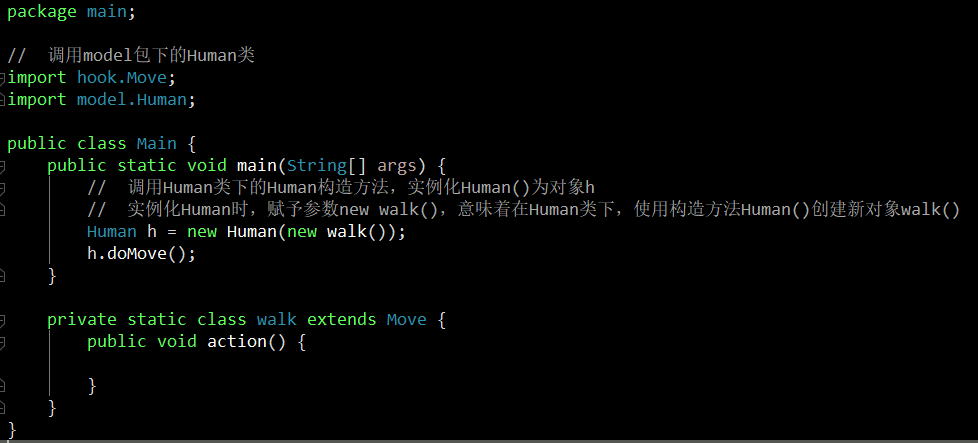 package main;
// 调用model包下的Human类
import hook.Move;
import model.Human;
public class Main {
public static void main(String[] args) {
// 调用Human类下的Human构造方法，实例化Human()为对象h
// 实例化Human时，赋予参数new walk()，意味着在Human类下，使用构造方法Human()创建新对象walk()
Human h = new Human(new walk());
h.doMove();
}
private static class walk extends Move {
public void action() {
}
}
}